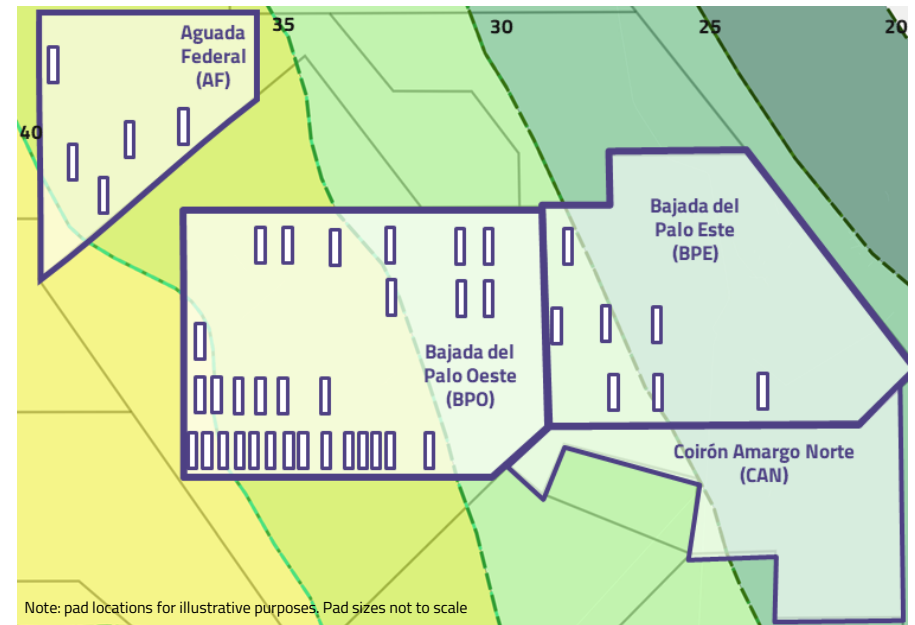 35
30
25
20
Aguada
Federal
(AF)
40
Bajada del
Palo Este
(BPE)
Bajada del
Palo Oeste
(BPO)
Coirón Amargo Norte
(CAN)
Note: pad locations for illustrative purposes. Pad sizes not to scale